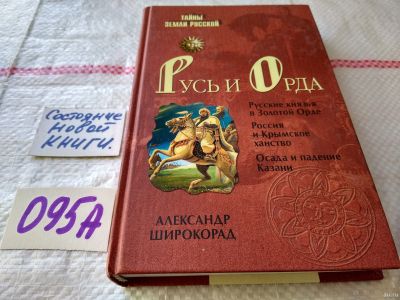 ТАЙНЫ
ЗЕМЛИ РУССКОЙ
РУСЬ И ОРДА
Русские князья
в Золотой Орде
Россия
и Крымское
ханство
Осада и падение
Казани
АЛЕКСАНДР
ШИРОКОРАД
Состояние
новой
книги.
095А